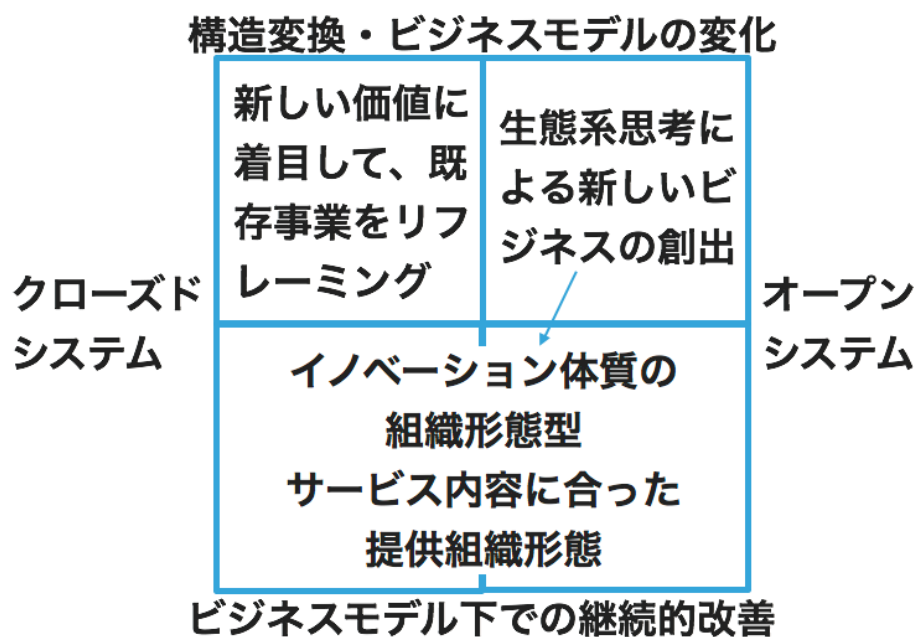 構造変換・ビジネスモデルの変化
新しい価値に
着目して、既
存事業をリフ
レーミング
生態系思考に
よる新しいビ
ジネスの創出
クローズド
システム
オープン
システム
イノベーション体質の
組織形態型
サービス内容に合った
提供組織形態
ビジネスモデル下での継続的改善